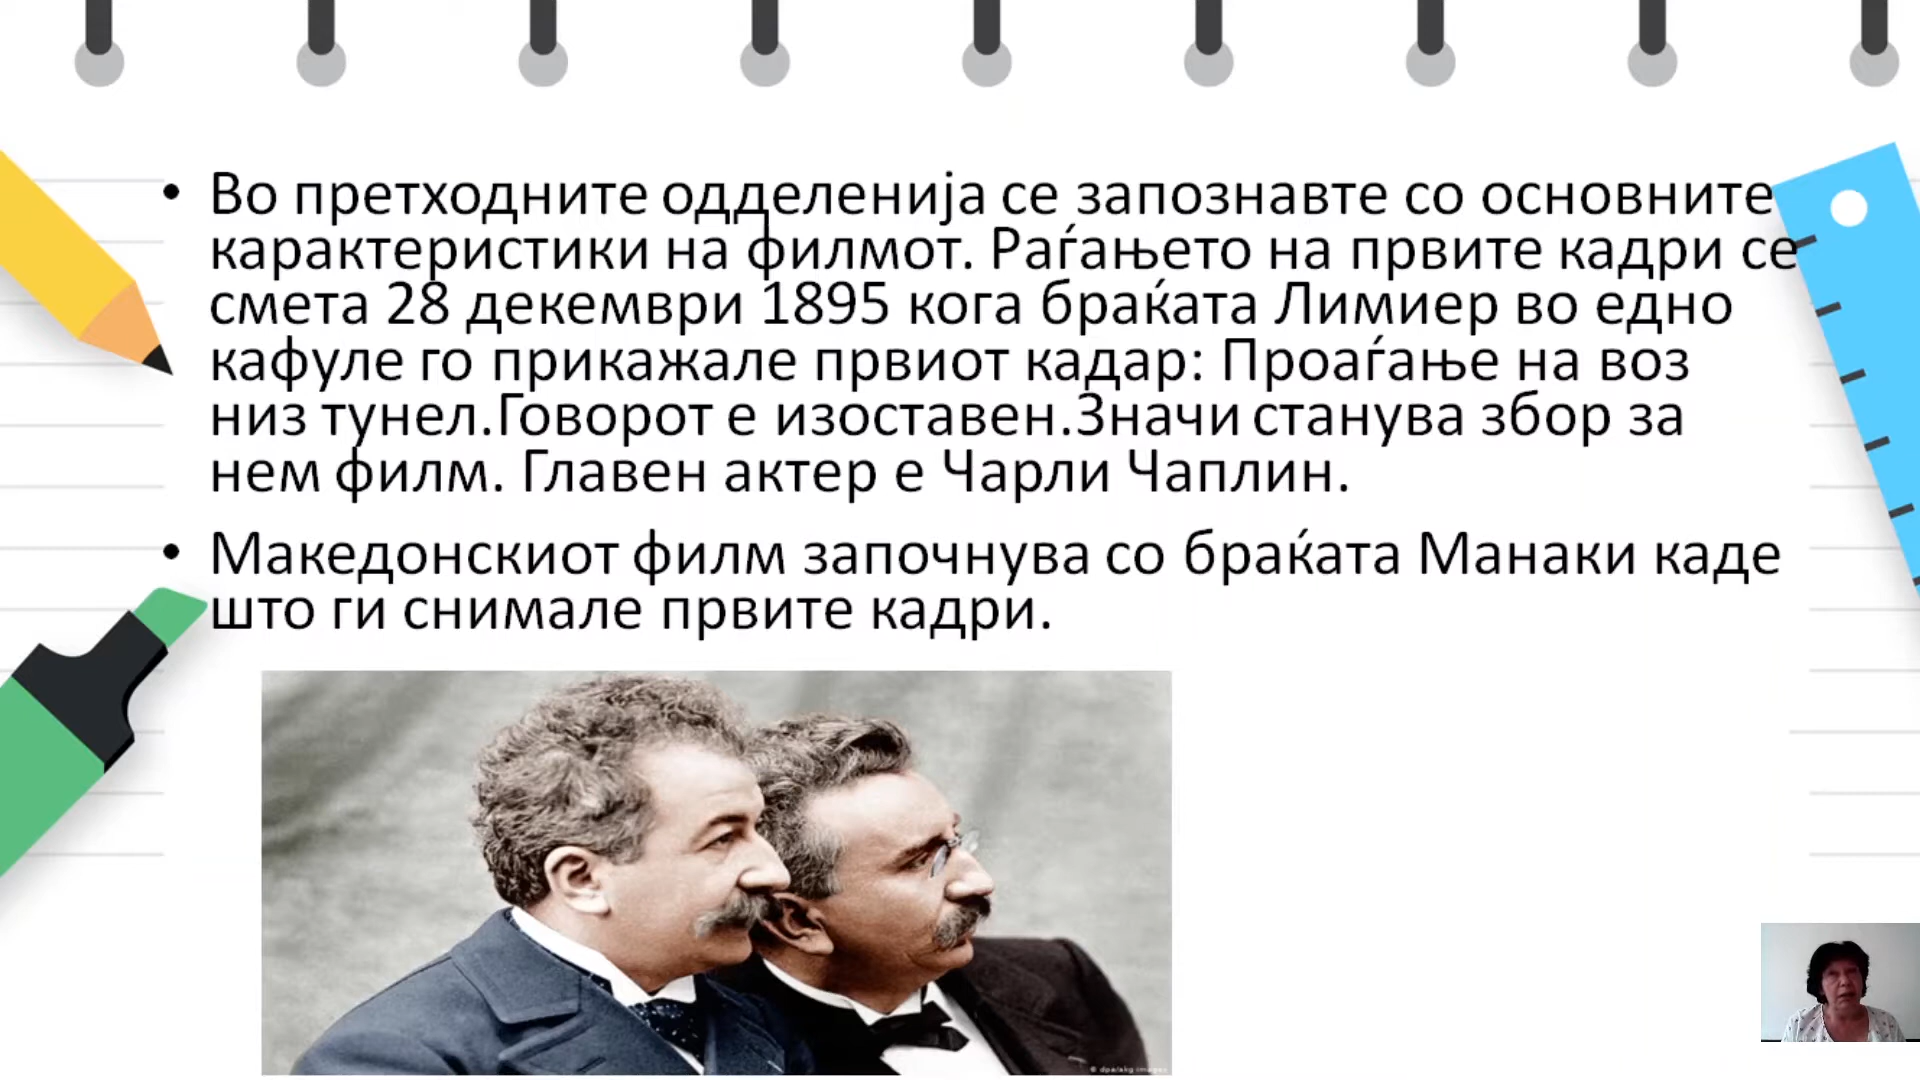 • Во претходните одделенија се запознавте со основните
карактеристики на филмот. Раѓањето на првите кадри се
смета 28 декември 1895 кога браќата Лимиер во едно
кафуле го прикажале првиот кадар: Проаѓање на воз
низ тунел.Говорот е изоставен.Значи станува збор за
нем филм. Главен актер е Чарли Чаплин.
• Македонскиот филм започнува со браќата Манаки каде
што ги снимале првите кадри.
© dpa/akg images